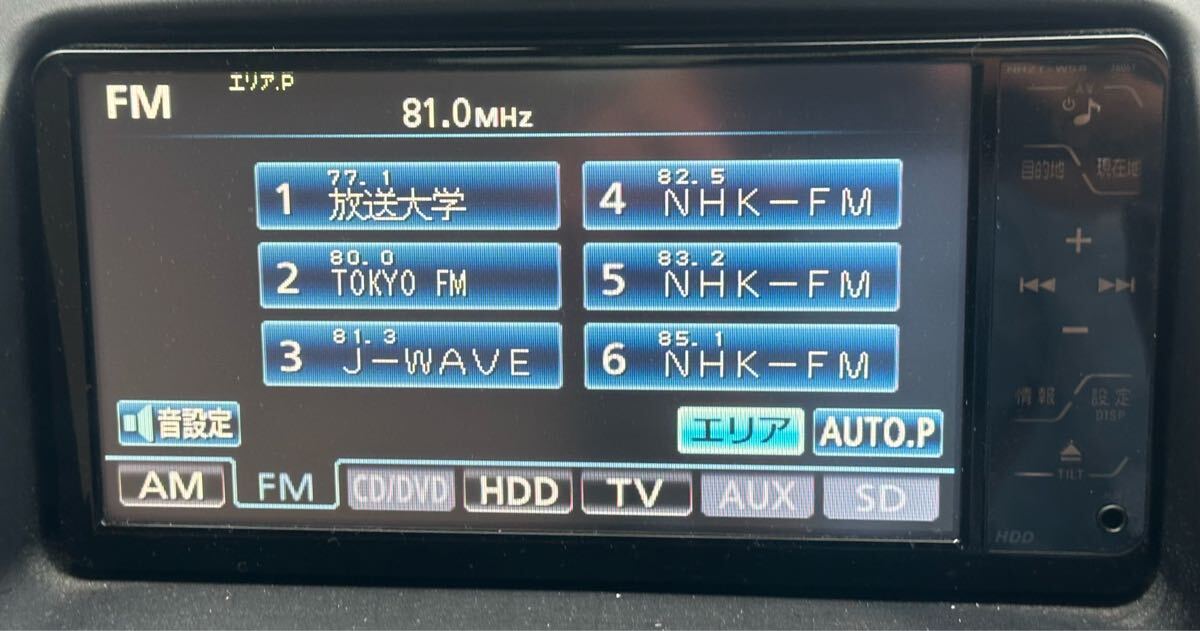 FM
エリア.P
81.0MHz
1 77.1 放送大学
2 80.0 TOKYO FM
3 81.3 J-WAVE
4 82.5 NHK-FM
5 83.2 NHK-FM
6 85.1 NHK-FM
音設定
エリア
AUTO.P
AM
FM
CD/DVD
HDD
TV
AUX
SD
AV
目的地
現在地
情報
設定
DISP
TILT
HDD